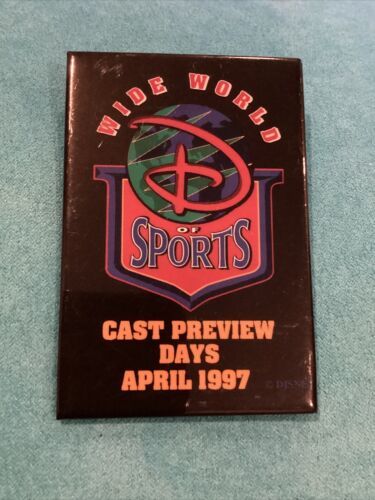 WIDE WORLD
D
OF
SPORTS
CAST PREVIEW
DAYS
APRIL 1997
© DISNEY